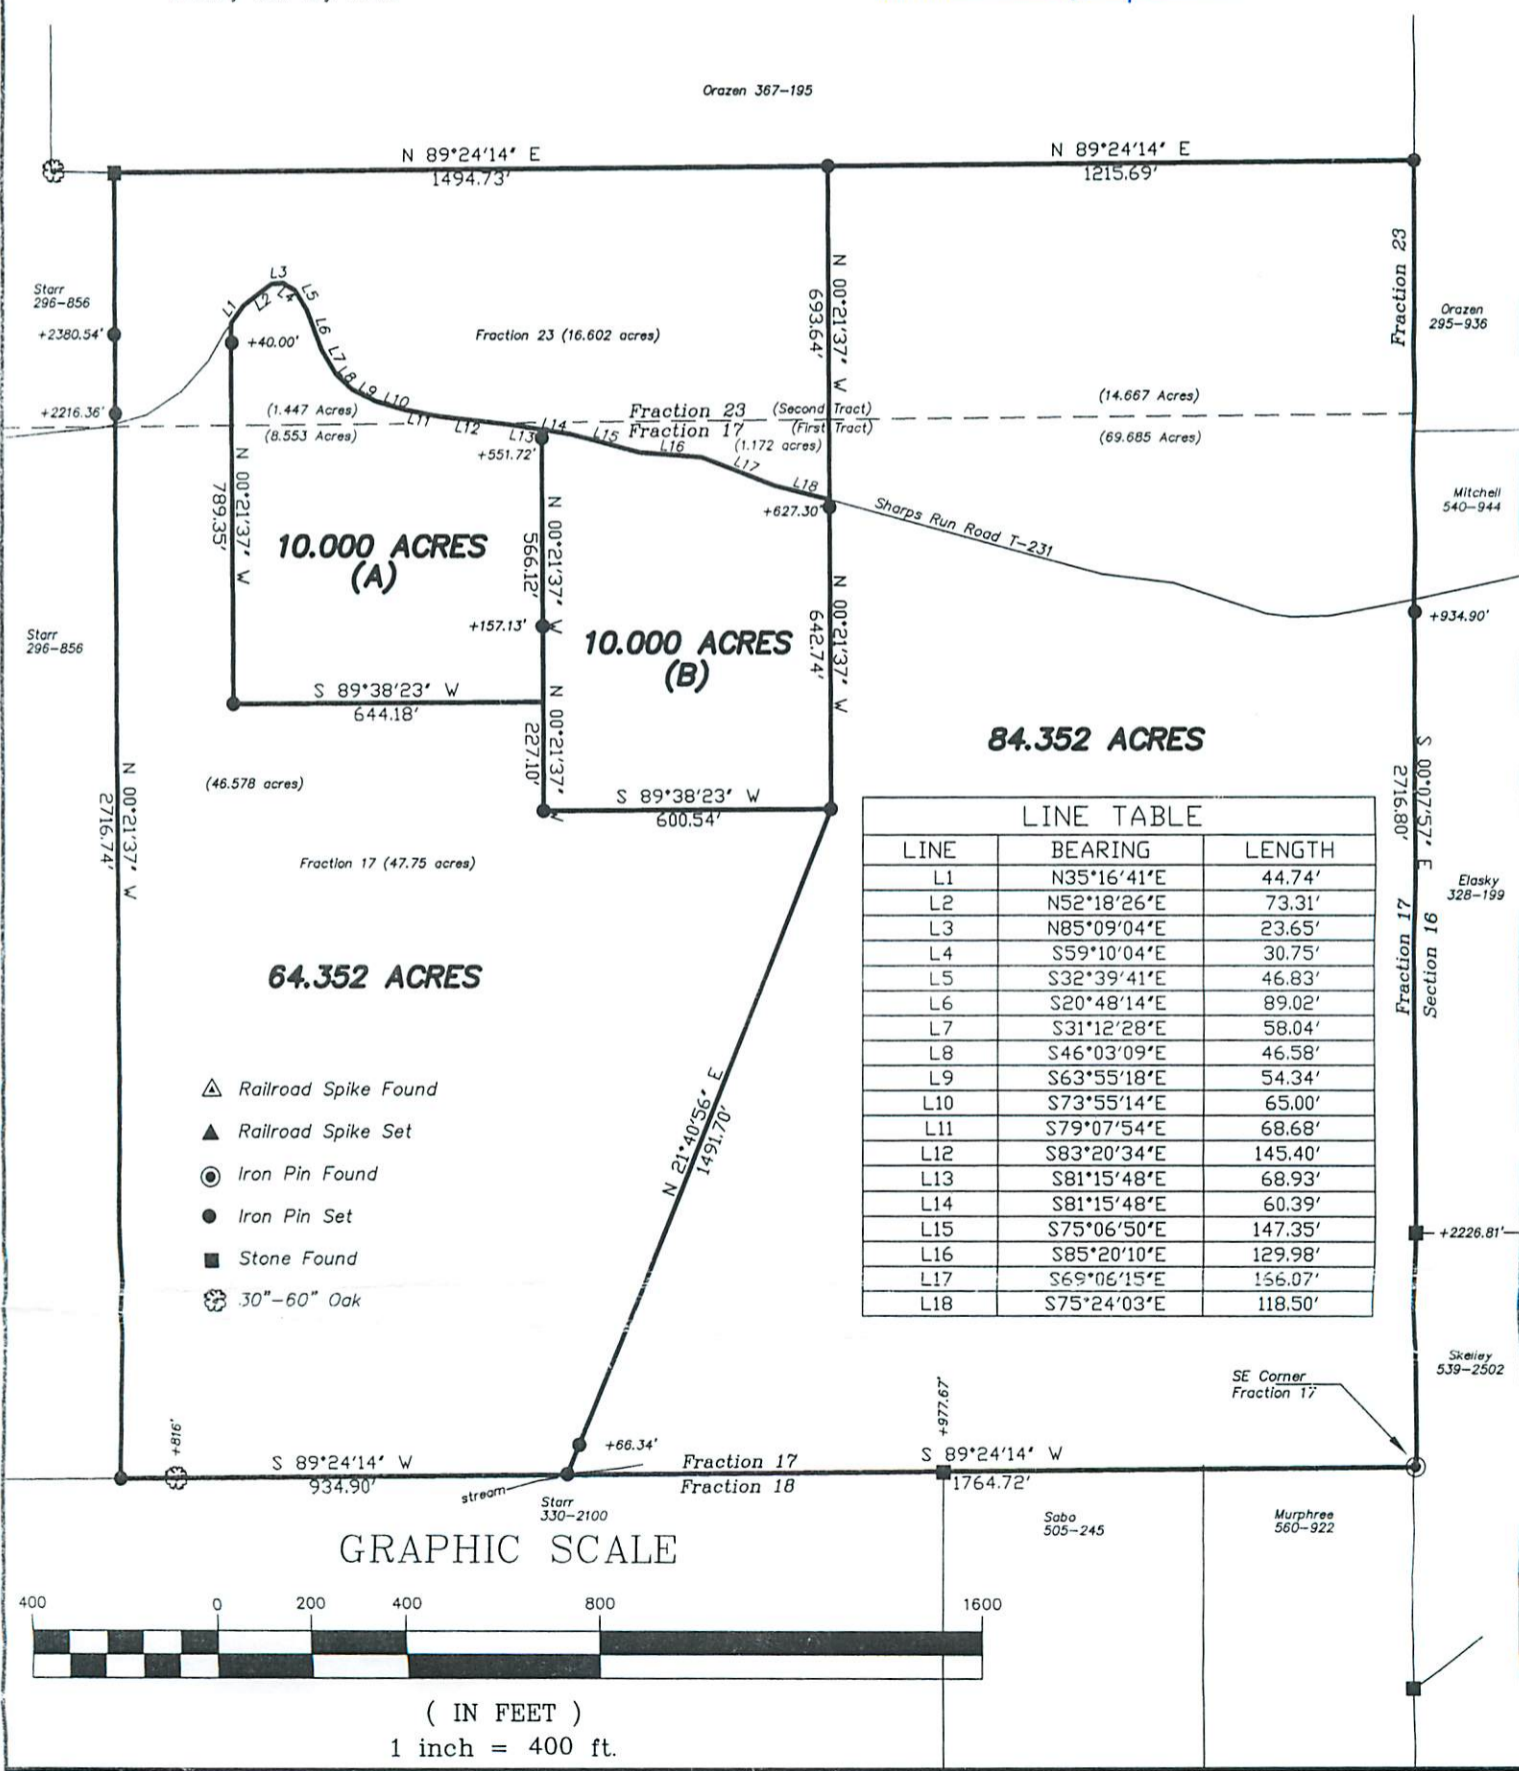 Orazen 367-195
N 89°24'14" E
1494.73'
N 89°24'14" E
1215.69'
Starr
296-856
+2380.54'
+2216.36'
L1
L2
L3
L4
L5
L6
L7
L8
L9
L10
L11
L12
L13
L14
L15
L16
L17
L18
+40.00'
Fraction 23 (16.602 acres)
N 00°21'37" W
693.64'
Fraction 23
Orazen
295-936
(1.447 Acres)
(8.553 Acres)
Fraction 23 (Second Tract)
Fraction 17 (First Tract)
(1.172 acres)
(14.667 Acres)
(69.685 Acres)
+551.72'
+627.30'
Sharps Run Road T-231
Mitchell
540-944
N 00°21'37" W
789.35'
10.000 ACRES
(A)
N 00°21'37" W
566.12'
+157.13'
10.000 ACRES
(B)
N 00°21'37" W
642.74'
+934.90'
Starr
296-856
S 89°38'23" W
644.18'
N 00°21'37" W
227.10'
S 89°38'23" W
600.54'
84.352 ACRES
S 00°07'57" E
2716.80'
N 00°21'37" W
2716.74'
(46.578 acres)
Fraction 17 (47.75 acres)
64.352 ACRES
LINE TABLE
LINE BEARING LENGTH
L1 N35°16'41"E 44.74'
L2 N52°18'26"E 73.31'
L3 N85°09'04"E 23.65'
L4 S59°10'04"E 30.75'
L5 S32°39'41"E 46.83'
L6 S20°48'14"E 89.02'
L7 S31°12'28"E 58.04'
L8 S46°03'09"E 46.58'
L9 S63°55'18"E 54.34'
L10 S73°55'14"E 65.00'
L11 S79°07'54"E 68.68'
L12 S83°20'34"E 145.40'
L13 S81°15'48"E 68.93'
L14 S81°15'48"E 60.39'
L15 S75°06'50"E 147.35'
L16 S85°20'10"E 129.98'
L17 S69°06'15"E 166.07'
L18 S75°24'03"E 118.50'
Elasky
328-199
Fraction 17
Section 16
Railroad Spike Found
Railroad Spike Set
Iron Pin Found
Iron Pin Set
Stone Found
30"-60" Oak
N 21°40'56" E
1491.70'
+2226.81'
Skelley
539-2502
SE Corner
Fraction 17
+816'
S 89°24'14" W
934.90'
+66.34'
stream
Fraction 17
Fraction 18
+977.67'
S 89°24'14" W
1764.72'
Starr
330-2100
Sabo
505-245
Murphree
560-922
GRAPHIC SCALE
400 0 200 400 800 1600
( IN FEET )
1 inch = 400 ft.